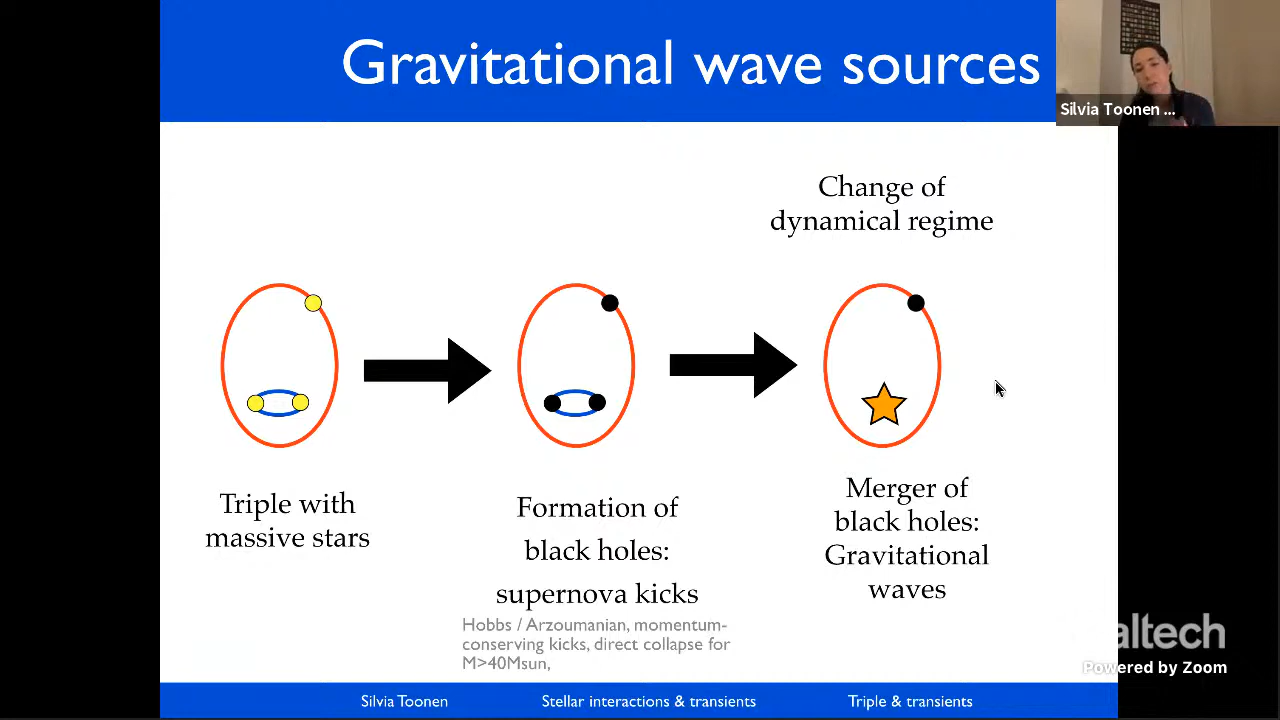 Gravitational wave sources
Silvia Toonen ...
Change of
dynamical regime
Triple with
massive stars
Formation of
black holes:
supernova kicks
Hobbs / Arzoumanian, momentum-
conserving kicks, direct collapse for
M>40Msun,
Merger of
black holes:
Gravitational
waves
altech
Powered by Zoom
Silvia Toonen
Stellar interactions & transients
Triple & transients